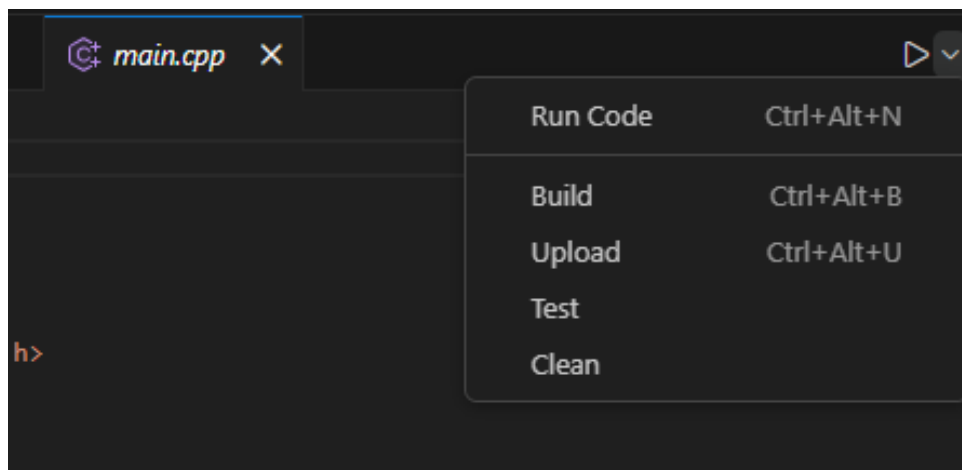 main.cpp
Run Code Ctrl+Alt+N
Build Ctrl+Alt+B
Upload Ctrl+Alt+U
Test
h>
Clean